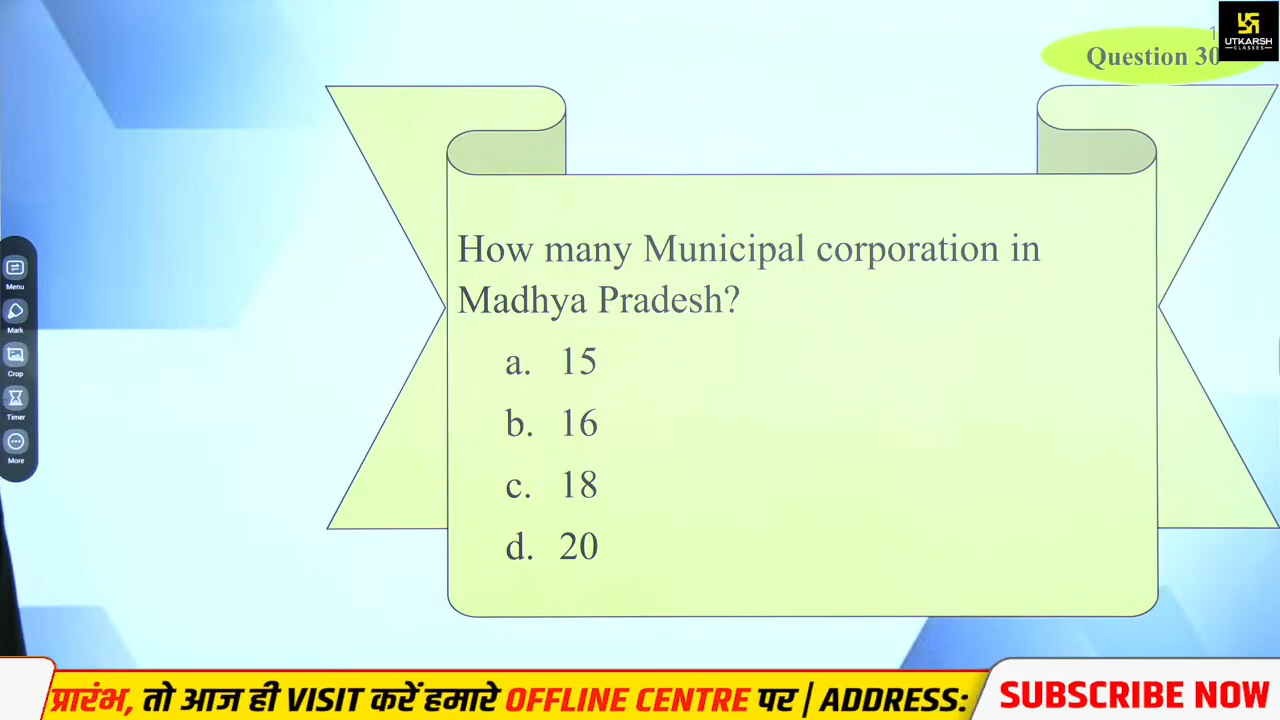 1
UTKARSH
CLASSES
Question 30
How many Municipal corporation in
Madhya Pradesh?
a. 15
b. 16
c. 18
d. 20
Menu
Mark
Crop
Timer
More
प्रारंभ, तो आज ही VISIT करें हमारे OFFLINE CENTRE पर | ADDRESS:
SUBSCRIBE NOW